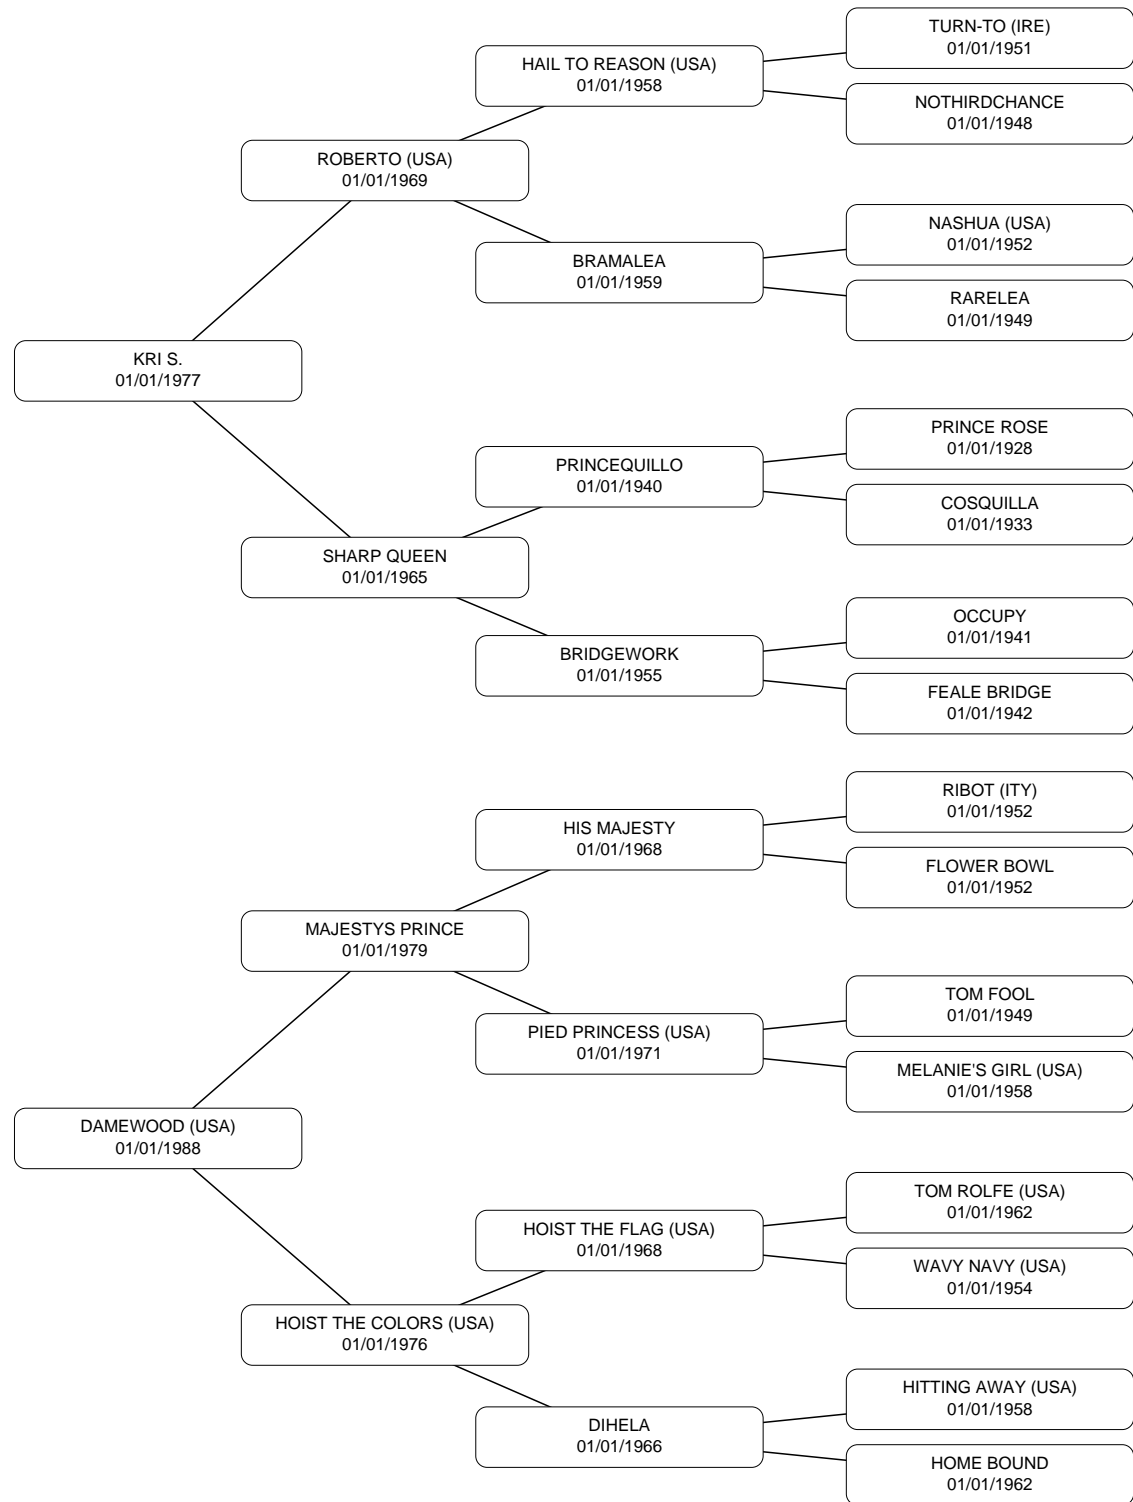 TURN-TO (IRE)
01/01/1951
HAIL TO REASON (USA)
01/01/1958
NOTHIRDCHANCE
01/01/1948
ROBERTO (USA)
01/01/1969
NASHUA (USA)
01/01/1952
BRAMALEA
01/01/1959
RARELEA
01/01/1949
KRI S.
01/01/1977
PRINCE ROSE
01/01/1928
PRINCEQUILLO
01/01/1940
COSQUILLA
01/01/1933
SHARP QUEEN
01/01/1965
OCCUPY
01/01/1941
BRIDGEWORK
01/01/1955
FEALE BRIDGE
01/01/1942
RIBOT (ITY)
01/01/1952
HIS MAJESTY
01/01/1968
FLOWER BOWL
01/01/1952
MAJESTYS PRINCE
01/01/1979
TOM FOOL
01/01/1949
PIED PRINCESS (USA)
01/01/1971
MELANIE'S GIRL (USA)
01/01/1958
DAMEWOOD (USA)
01/01/1988
TOM ROLFE (USA)
01/01/1962
HOIST THE FLAG (USA)
01/01/1968
WAVY NAVY (USA)
01/01/1954
HOIST THE COLORS (USA)
01/01/1976
HITTING AWAY (USA)
01/01/1958
DIHELA
01/01/1966
HOME BOUND
01/01/1962